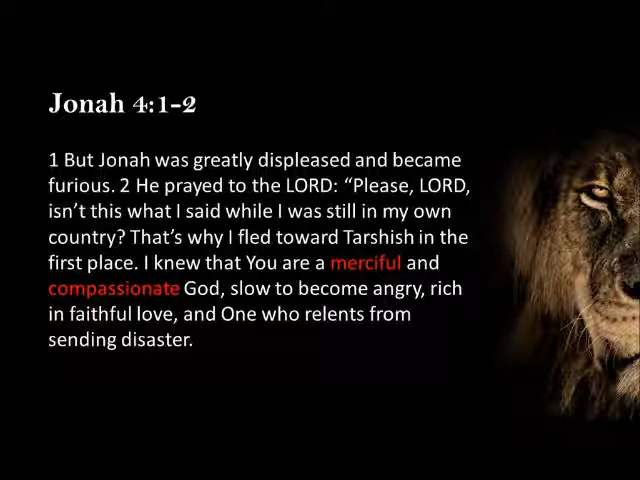 Jonah 4:1-2
1 But Jonah was greatly displeased and became
furious. 2 He prayed to the LORD: “Please, LORD,
isn’t this what I said while I was still in my own
country? That’s why I fled toward Tarshish in the
first place. I knew that You are a merciful and
compassionate God, slow to become angry, rich
in faithful love, and One who relents from
sending disaster.